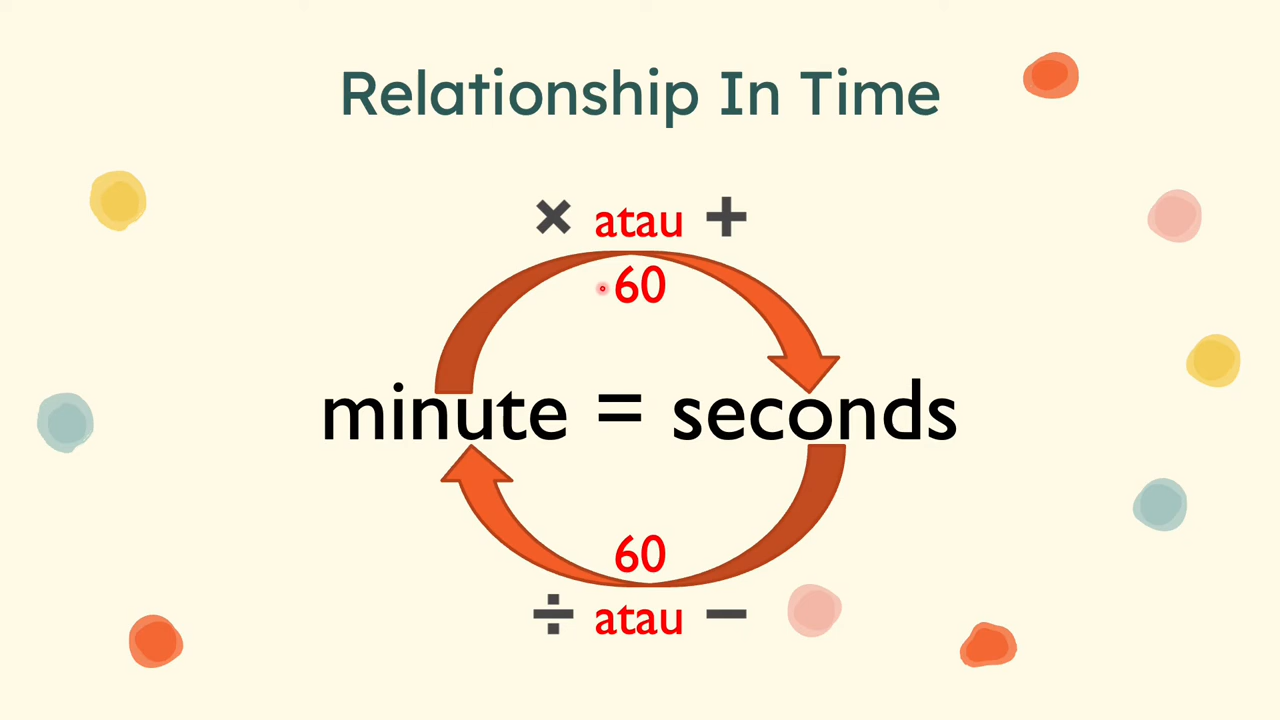 Relationship In Time
× atau +
60
minute = seconds
60
÷ atau −